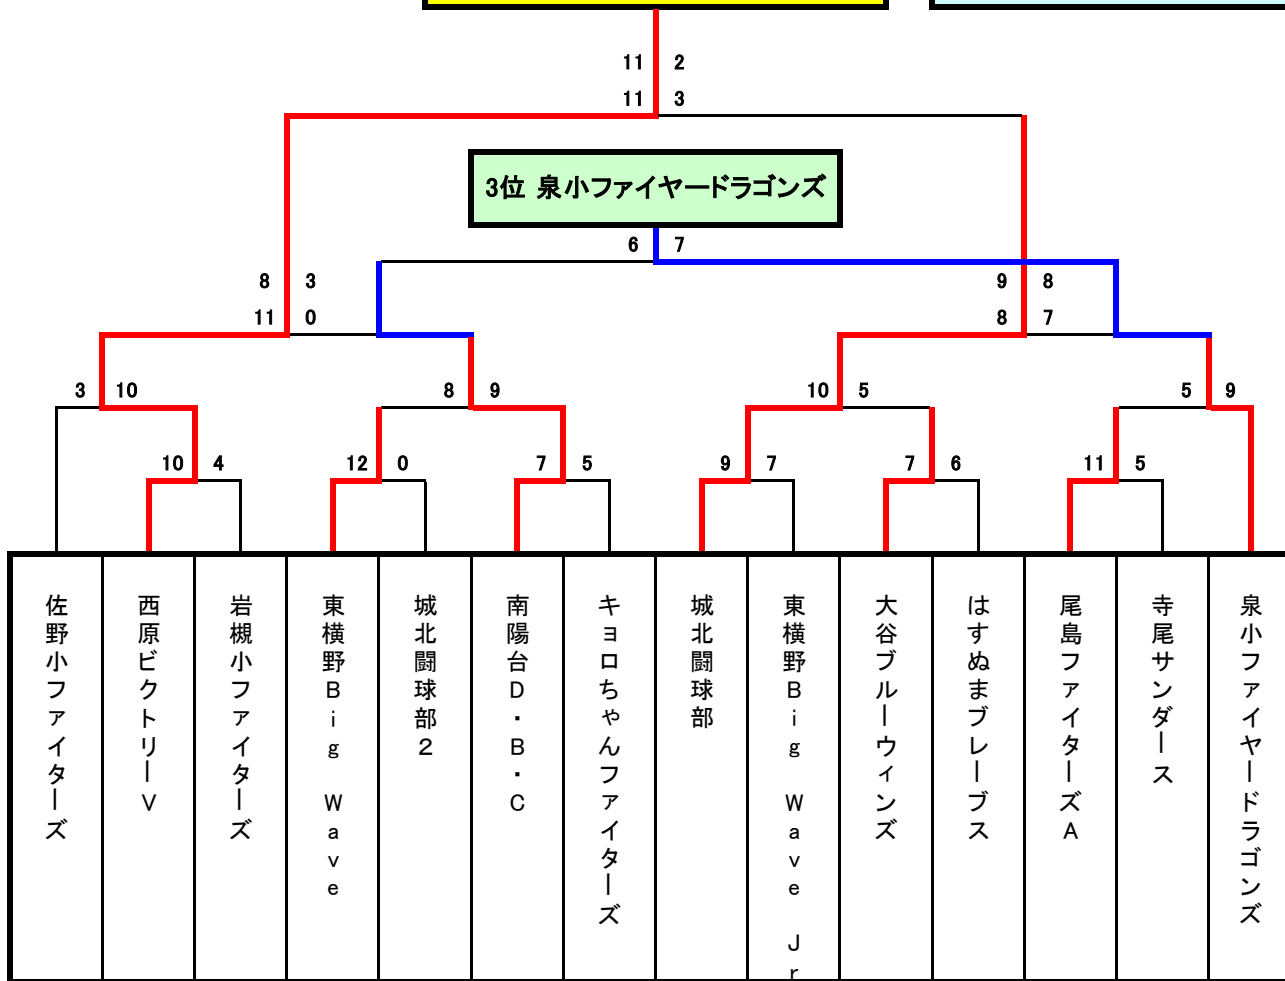 11 2
11 3
3位 泉小ファイヤードラゴンズ
6 7
8 3
9 8
11 0
8 7
3 10
8 9
10 5
5 9
10 4
12 0
7 5
9 7
7 6
11 5
佐野小ファイターズ
西原ビクトリーV
岩槻小ファイターズ
東横野Big Wave
城北闘球部2
南陽台D・B・C
キョロちゃんファイターズ
城北闘球部
東横野Big Wave Jr
大谷ブルーウィンズ
はすぬまブレーブス
尾島ファイターズA
寺尾サンダース
泉小ファイヤードラゴンズ